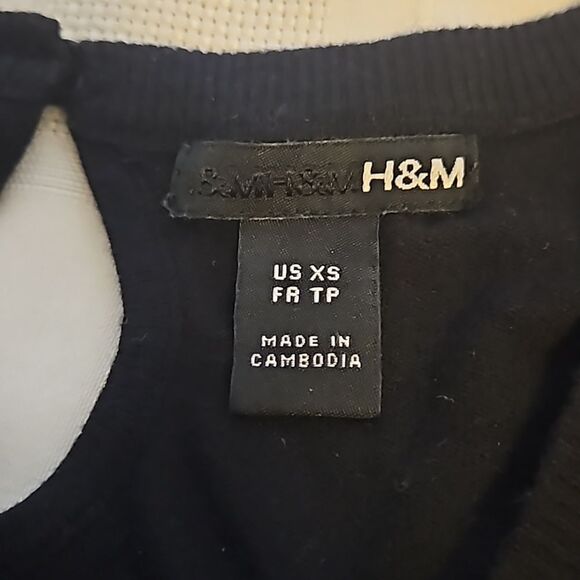 &M H&M H&M
US XS
FR TP
MADE IN
CAMBODIA